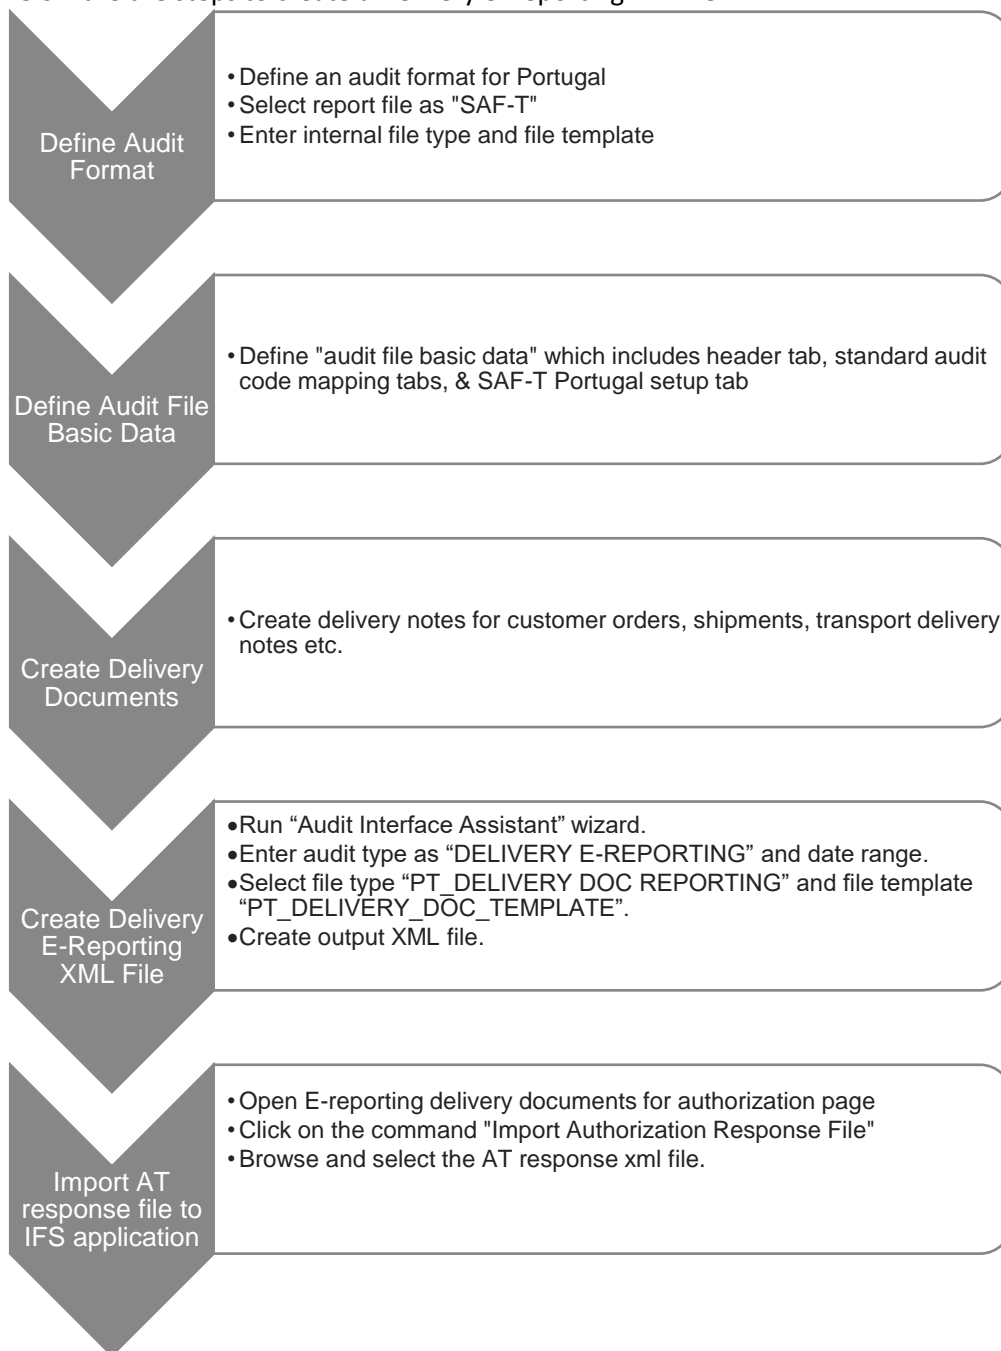 Define Audit
Format
• Define an audit format for Portugal
• Select report file as "SAF-T"
• Enter internal file type and file template
Define Audit File
Basic Data
• Define "audit file basic data" which includes header tab, standard audit
code mapping tabs, & SAF-T Portugal setup tab
Create Delivery
Documents
• Create delivery notes for customer orders, shipments, transport delivery
notes etc.
Create Delivery
E-Reporting
XML File
•Run “Audit Interface Assistant” wizard.
•Enter audit type as “DELIVERY E-REPORTING” and date range.
•Select file type “PT_DELIVERY DOC REPORTING” and file template
“PT_DELIVERY_DOC_TEMPLATE”.
•Create output XML file.
Import AT
response file to
IFS application
• Open E-reporting delivery documents for authorization page
• Click on the command "Import Authorization Response File"
• Browse and select the AT response xml file.